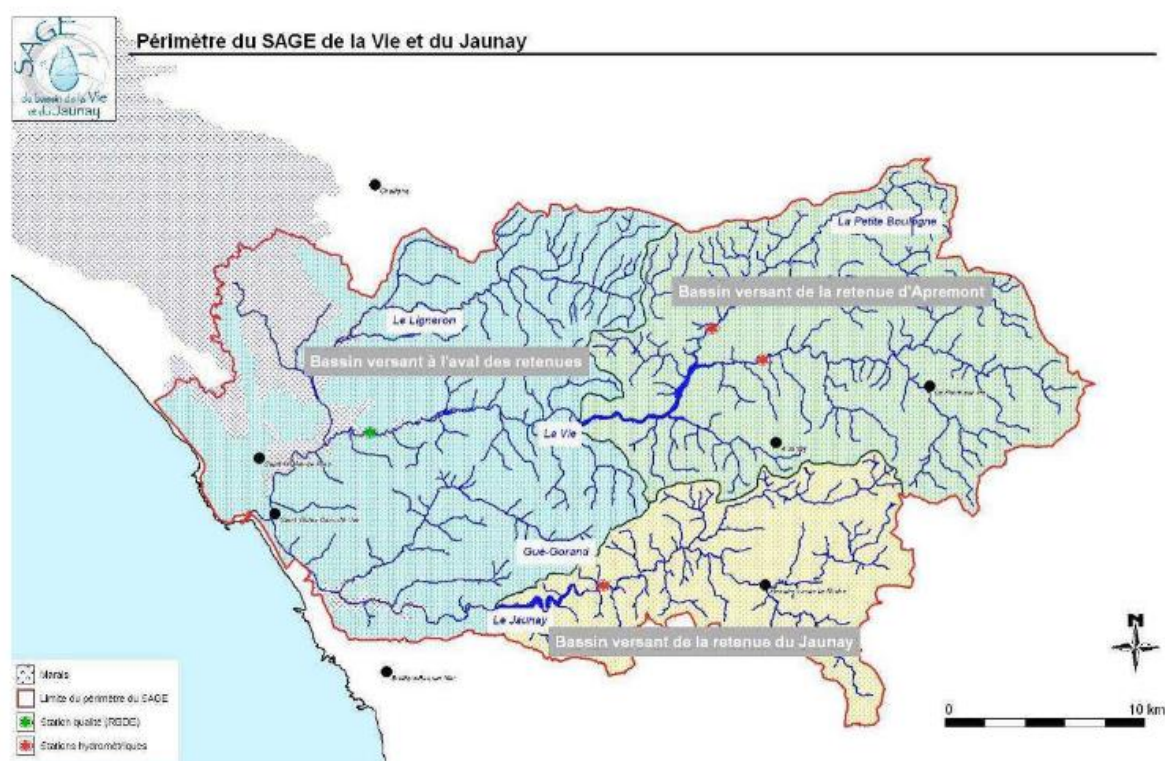 SAGE
du bassin de la Vie
et du Jaunay
Périmètre du SAGE de la Vie et du Jaunay
Challans
La Petite Boulogne
Bassin versant de la retenue d'Apremont
Le Ligneron
Bassin versant à l'aval des retenues
La Vie
Aizenay
Gué-Gorand
Le Jaunay
Bassin versant de la retenue du Jaunay
N
Marais
Limite du périmètre du SAGE
Station qualité
Stations hydrométriques
0
10 km